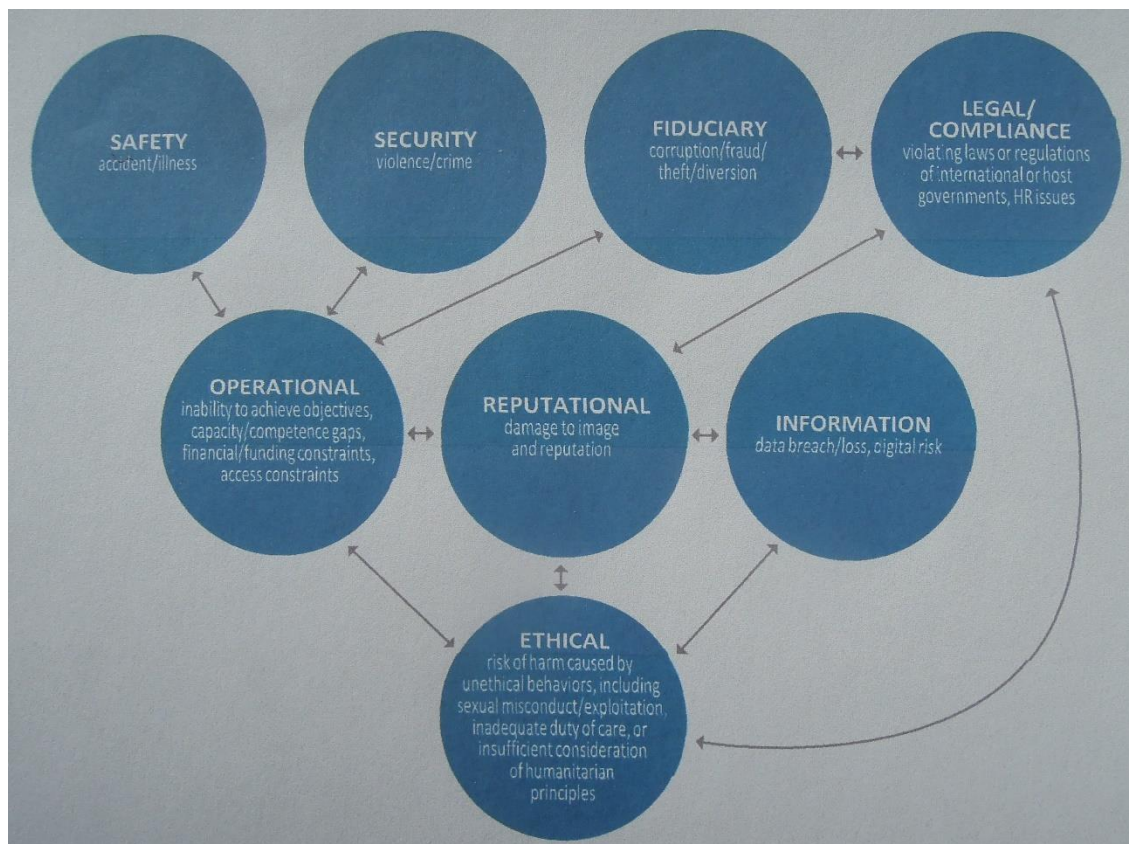 SAFETY
accident/illness
SECURITY
violence/crime
FIDUCIARY
corruption/fraud/
theft/diversion
LEGAL/
COMPLIANCE
violating laws or regulations
of international or host
governments, HR issues
OPERATIONAL
inability to achieve objectives,
capacity/competence gaps,
financial/funding constraints,
access constraints
REPUTATIONAL
damage to image
and reputation
INFORMATION
data breach/loss, digital risk
ETHICAL
risk of harm caused by
unethical behaviors, including
sexual misconduct/exploitation,
inadequate duty of care, or
insufficient consideration
of humanitarian
principles